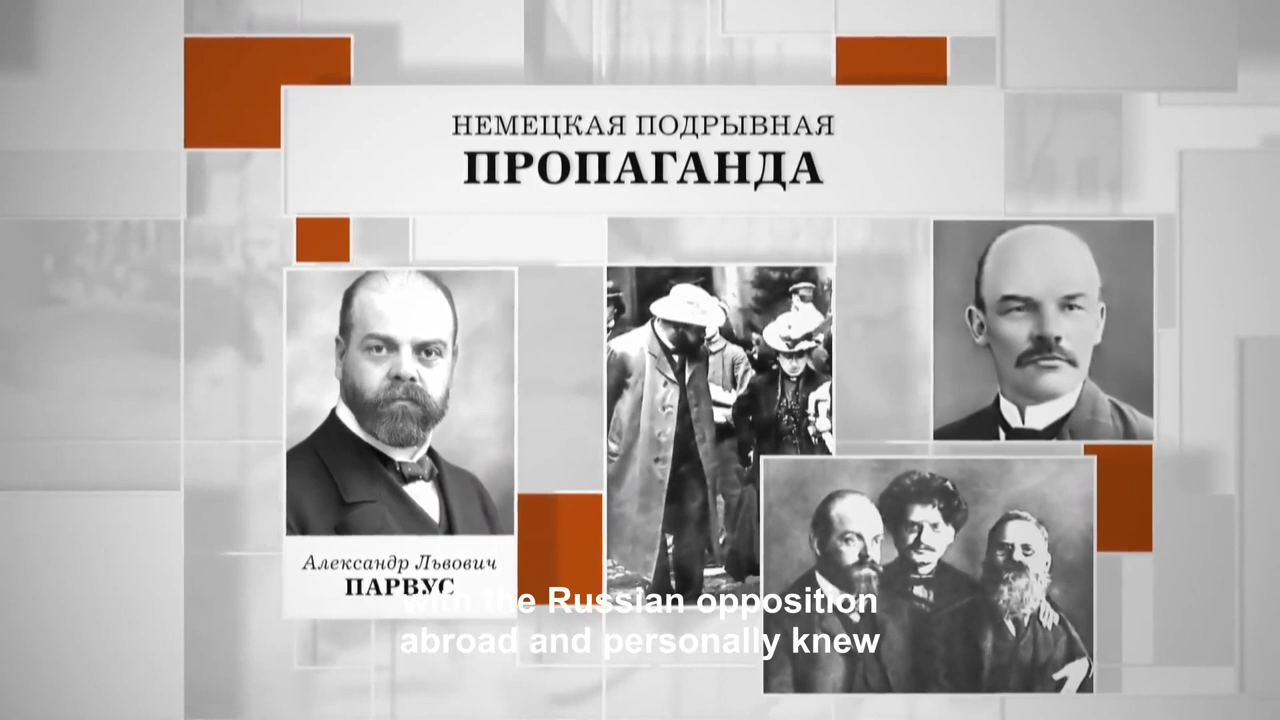 НЕМЕЦКАЯ ПОДРЫВНАЯ
ПРОПАГАНДА
Александр Львович
ПАРВУС
with the Russian opposition
abroad and personally knew